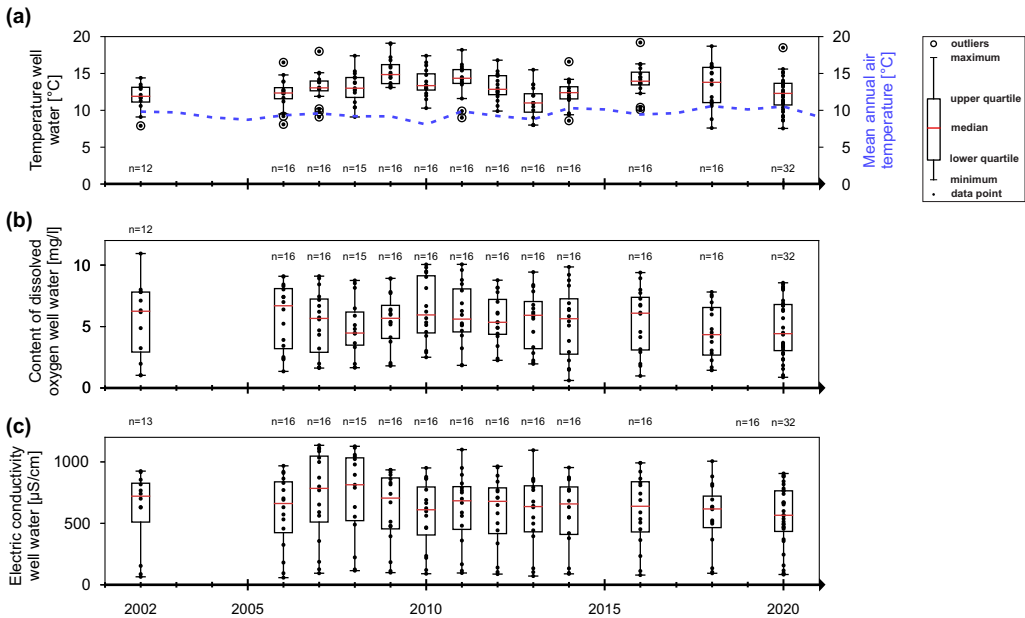 (a)
Temperature well
water [°C]
20
15
10
5
0
n=12
n=16
n=16
n=15
n=16
n=16
n=16
n=16
n=16
n=16
n=16
n=16
n=32
20
15
10
5
0
Mean annual air
temperature [°C]
outliers
maximum
upper quartile
median
lower quartile
minimum
data point
(b)
Content of dissolved
oxygen well water [mg/l]
10
5
0
n=12
n=16
n=16
n=15
n=16
n=16
n=16
n=16
n=16
n=16
n=16
n=16
n=32
(c)
Electric conductivity
well water [µS/cm]
1000
500
0
n=13
n=16
n=16
n=15
n=16
n=16
n=16
n=16
n=16
n=16
n=16
n=16
n=32
2002
2005
2010
2015
2020